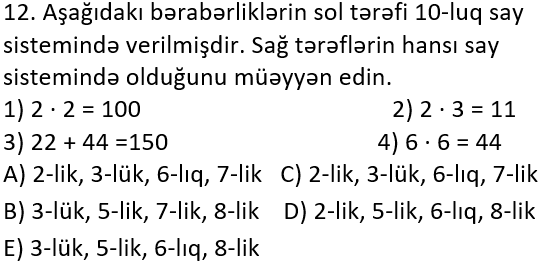 12. Aşağıdakı bərabərliklərin sol tərəfi 10-luq say
sistemində verilmişdir. Sağ tərəflərin hansı say
sistemində olduğunu müəyyən edin.
1) 2 · 2 = 100 2) 2 · 3 = 11
3) 22 + 44 =150 4) 6 · 6 = 44
A) 2-lik, 3-lük, 6-lıq, 7-lik C) 2-lik, 3-lük, 6-lıq, 7-lik
B) 3-lük, 5-lik, 7-lik, 8-lik D) 2-lik, 5-lik, 6-lıq, 8-lik
E) 3-lük, 5-lik, 6-lıq, 8-lik